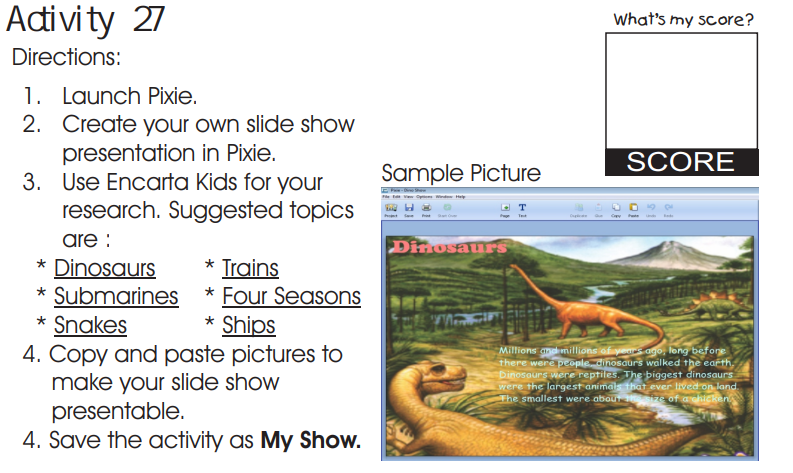 Activity 27
What's my score?
Directions:
SCORE
1. Launch Pixie.
2. Create your own slide show
presentation in Pixie.
3. Use Encarta Kids for your
research. Suggested topics
are :
* Dinosaurs * Trains
* Submarines * Four Seasons
* Snakes * Ships
4. Copy and paste pictures to
make your slide show
presentable.
4. Save the activity as My Show.
Sample Picture
Pixie - Dino Show
File Edit View Options Window Help
Project Save Print Start Over Page Text Duplicate Size Copy Paste Undo Redo
Dinosaurs
Millions and millions of years ago, long before
there were people, dinosaurs walked the earth.
Dinosaurs were reptiles. The biggest dinosaurs
were the largest animals that ever lived on land.
The smallest were about the size of a chicken.